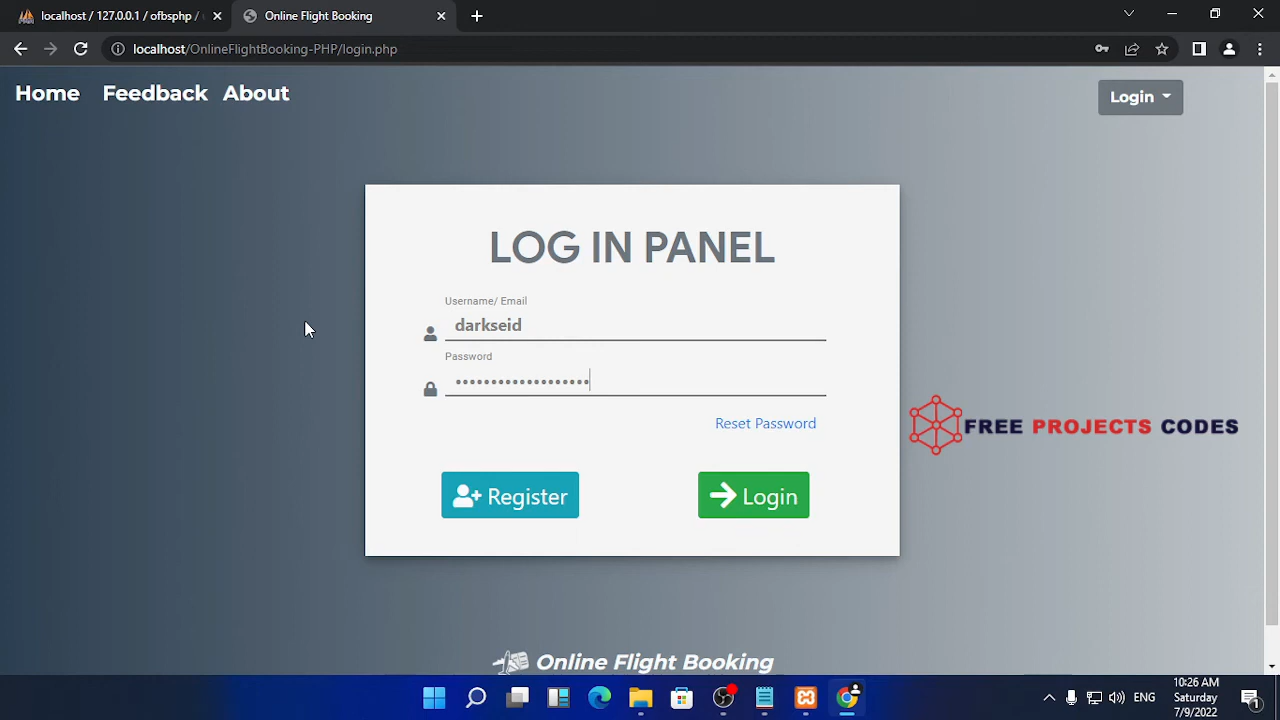 localhost / 127.0.0.1 / ofbsphp /
Online Flight Booking
localhost/OnlineFlightBooking-PHP/login.php
Home Feedback About
Login
LOG IN PANEL
Username/ Email
darkseid
Password
•••••••••••••••••••
Reset Password
FREE PROJECTS CODES
Register
Login
Online Flight Booking
ENG
10:26 AM
Saturday
7/9/2022
1